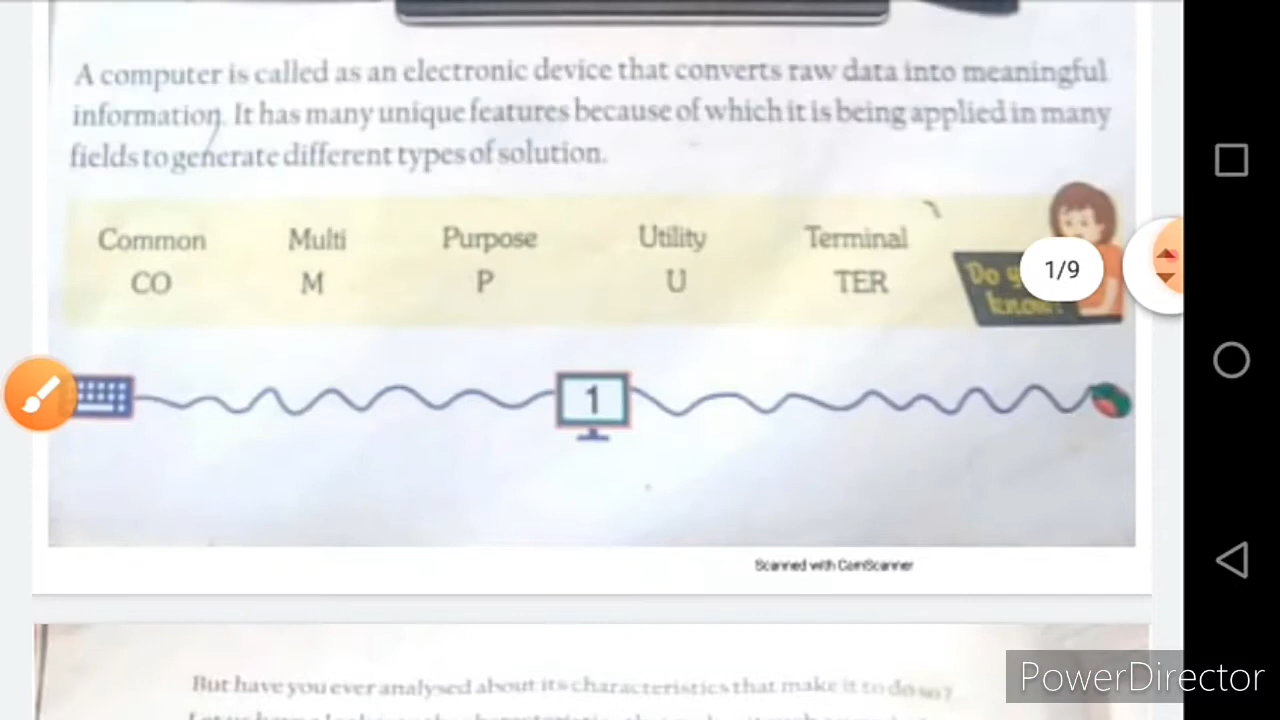 A computer is called as an electronic device that converts raw data into meaningful
information. It has many unique features because of which it is being applied in many
fields to generate different types of solution.
Common Multi Purpose Utility Terminal
CO M P U TER
Do
know?
1/9
1
Scanned with CamScanner
But have you ever analysed about its characteristics that make it to do so?
PowerDirector